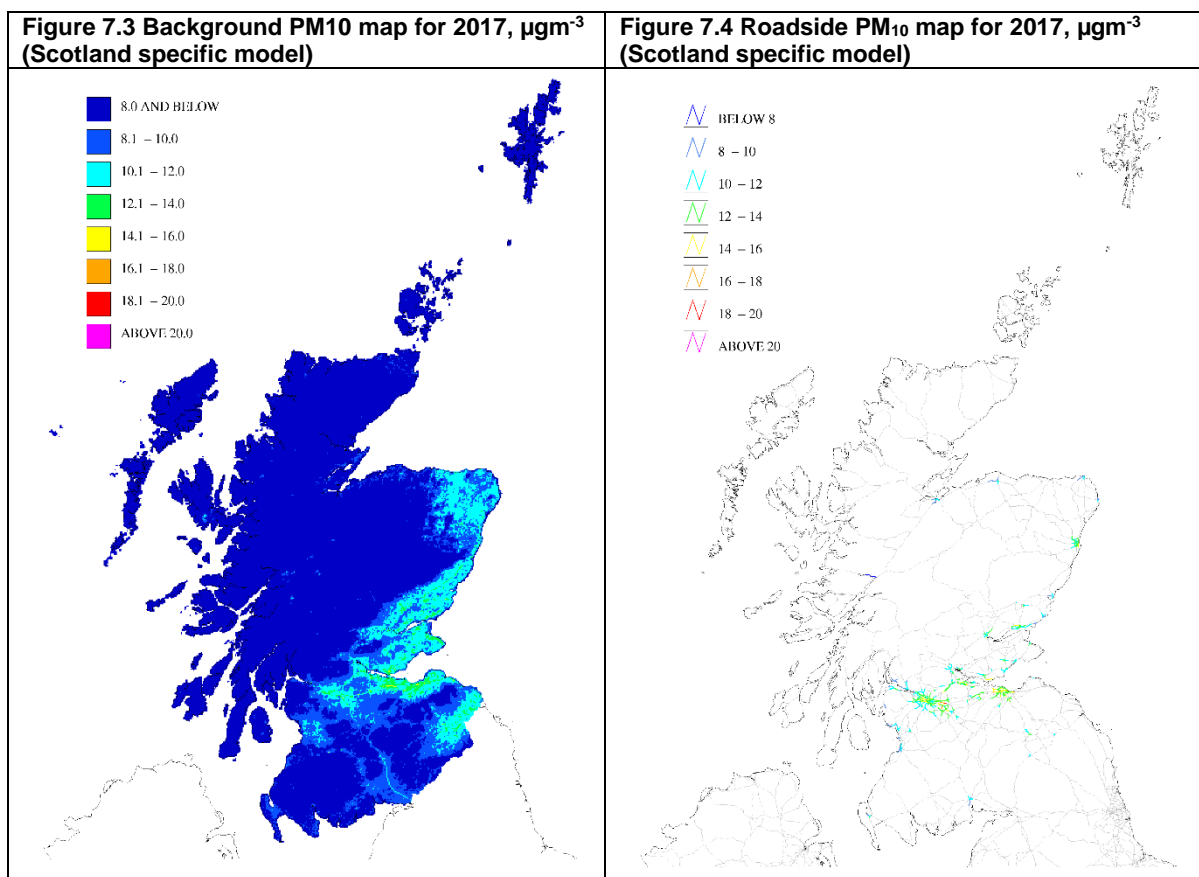 Figure 7.3 Background PM10 map for 2017, µgm-3
(Scotland specific model)
8.0 AND BELOW
8.1 – 10.0
10.1 – 12.0
12.1 – 14.0
14.1 – 16.0
16.1 – 18.0
18.1 – 20.0
ABOVE 20.0
Figure 7.4 Roadside PM10 map for 2017, µgm-3
(Scotland specific model)
BELOW 8
8 – 10
10 – 12
12 – 14
14 – 16
16 – 18
18 – 20
ABOVE 20